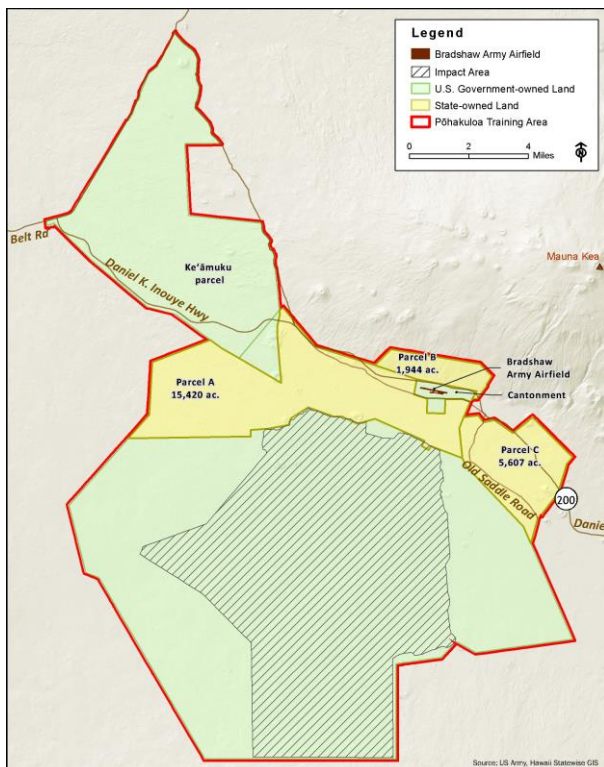 Legend
Bradshaw Army Airfield
Impact Area
U.S. Government-owned Land
State-owned Land
Pōhakuloa Training Area
0 2 4
Miles
N
Mauna Kea
Belt Rd
Daniel K. Inouye Hwy
Ke'āmuku
parcel
Parcel A
15,420 ac.
Parcel B
1,944 ac.
Bradshaw
Army Airfield
Cantonment
Parcel C
5,607 ac.
Old Saddle Road
200
Danie
Source: US Army, Hawaii Statewise GIS